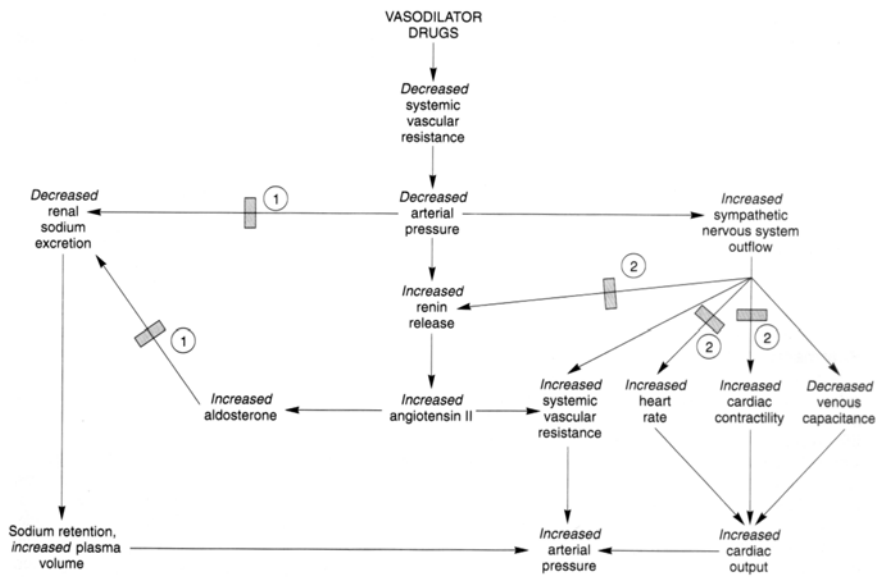 VASODILATOR
DRUGS
Decreased
systemic
vascular
resistance
Decreased
renal
sodium
excretion
1
Decreased
arterial
pressure
Increased
sympathetic
nervous system
outflow
2
Increased
renin
release
1
2
2
Increased
aldosterone
Increased
angiotensin II
Increased
systemic
vascular
resistance
Increased
heart
rate
Increased
cardiac
contractility
Decreased
venous
capacitance
Sodium retention,
increased plasma
volume
Increased
arterial
pressure
Increased
cardiac
output